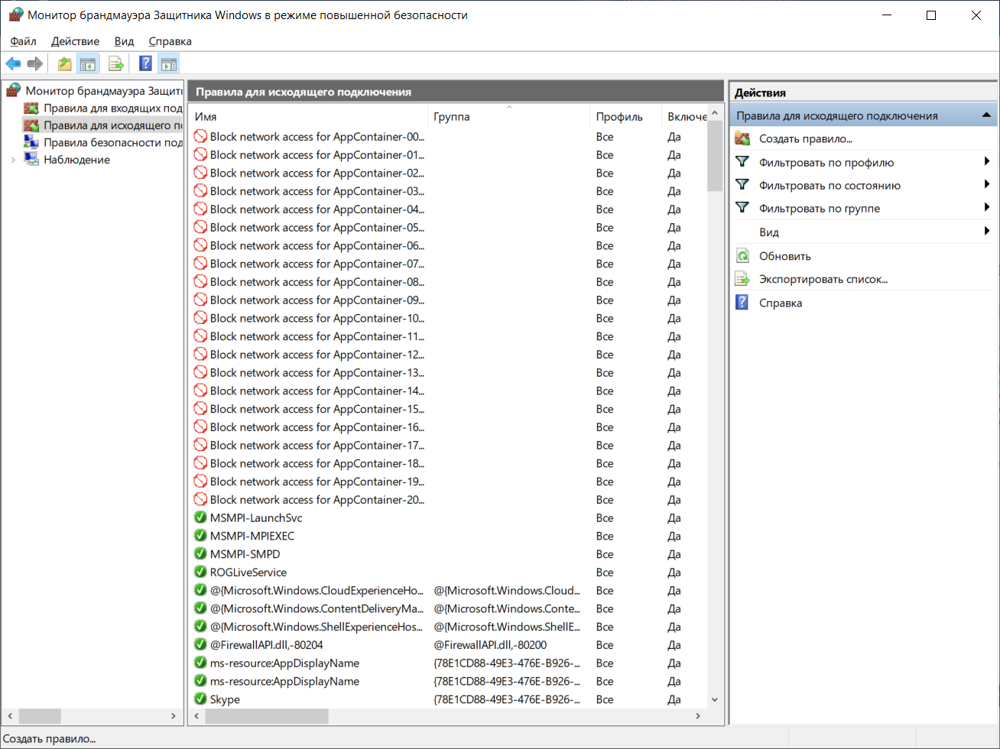 Монитор брандмауэра Защитника Windows в режиме повышенной безопасности
Файл Действие Вид Справка
Монитор брандмауэра Защити
Правила для входящих под
Правила для исходящего п
Правила безопасности под
Наблюдение
Правила для исходящего подключения
Имя Группа Профиль Включе
Block network access for AppContainer-00... Все Да
Block network access for AppContainer-01... Все Да
Block network access for AppContainer-02... Все Да
Block network access for AppContainer-03... Все Да
Block network access for AppContainer-04... Все Да
Block network access for AppContainer-05... Все Да
Block network access for AppContainer-06... Все Да
Block network access for AppContainer-07... Все Да
Block network access for AppContainer-08... Все Да
Block network access for AppContainer-09... Все Да
Block network access for AppContainer-10... Все Да
Block network access for AppContainer-11... Все Да
Block network access for AppContainer-12... Все Да
Block network access for AppContainer-13... Все Да
Block network access for AppContainer-14... Все Да
Block network access for AppContainer-15... Все Да
Block network access for AppContainer-16... Все Да
Block network access for AppContainer-17... Все Да
Block network access for AppContainer-18... Все Да
Block network access for AppContainer-19... Все Да
Block network access for AppContainer-20... Все Да
MSMPI-LaunchSvc Все Да
MSMPI-MPIEXEC Все Да
MSMPI-SMPD Все Да
ROGLiveService Все Да
@{Microsoft.Windows.CloudExperienceHo... @{Microsoft.Windows.Cloud... Все Да
@{Microsoft.Windows.ContentDeliveryMa... @{Microsoft.Windows.Conte... Все Да
@{Microsoft.Windows.ShellExperienceHos... @{Microsoft.Windows.ShellE... Все Да
@FirewallAPI.dll,-80204 @FirewallAPI.dll,-80200 Все Да
ms-resource:AppDisplayName {78E1CD88-49E3-476E-B926-... Все Да
ms-resource:AppDisplayName {78E1CD88-49E3-476E-B926-... Все Да
Skype {78E1CD88-49E3-476E-B926-... Все Да
Действия
Правила для исходящего подключения
Создать правило...
Фильтровать по профилю
Фильтровать по состоянию
Фильтровать по группе
Вид
Обновить
Экспортировать список...
Справка
Создать правило...